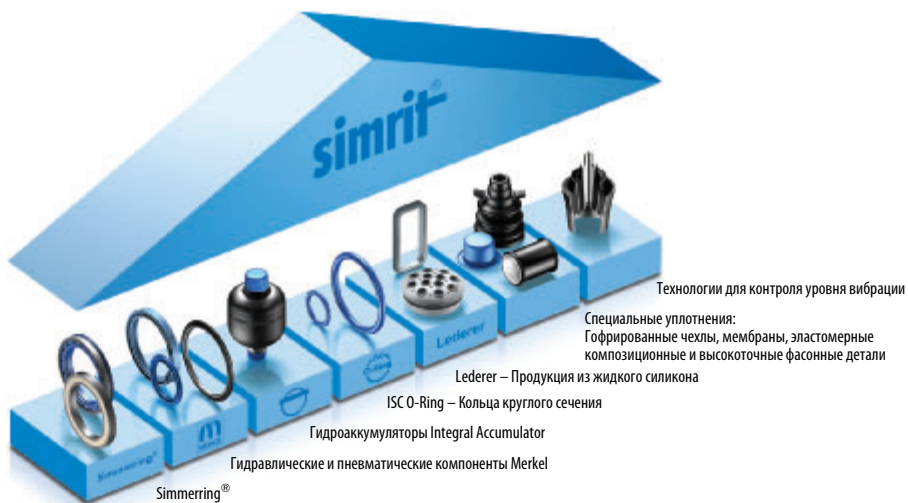 simrit®
Технологии для контроля уровня вибрации
Специальные уплотнения:
Гофрированные чехлы, мембраны, эластомерные
композиционные и высокоточные фасонные детали
Lederer
Lederer – Продукция из жидкого силикона
ISC O-Ring – Кольца круглого сечения
Гидроаккумуляторы Integral Accumulator
Гидравлические и пневматические компоненты Merkel
Simmerring®
Simmerring®